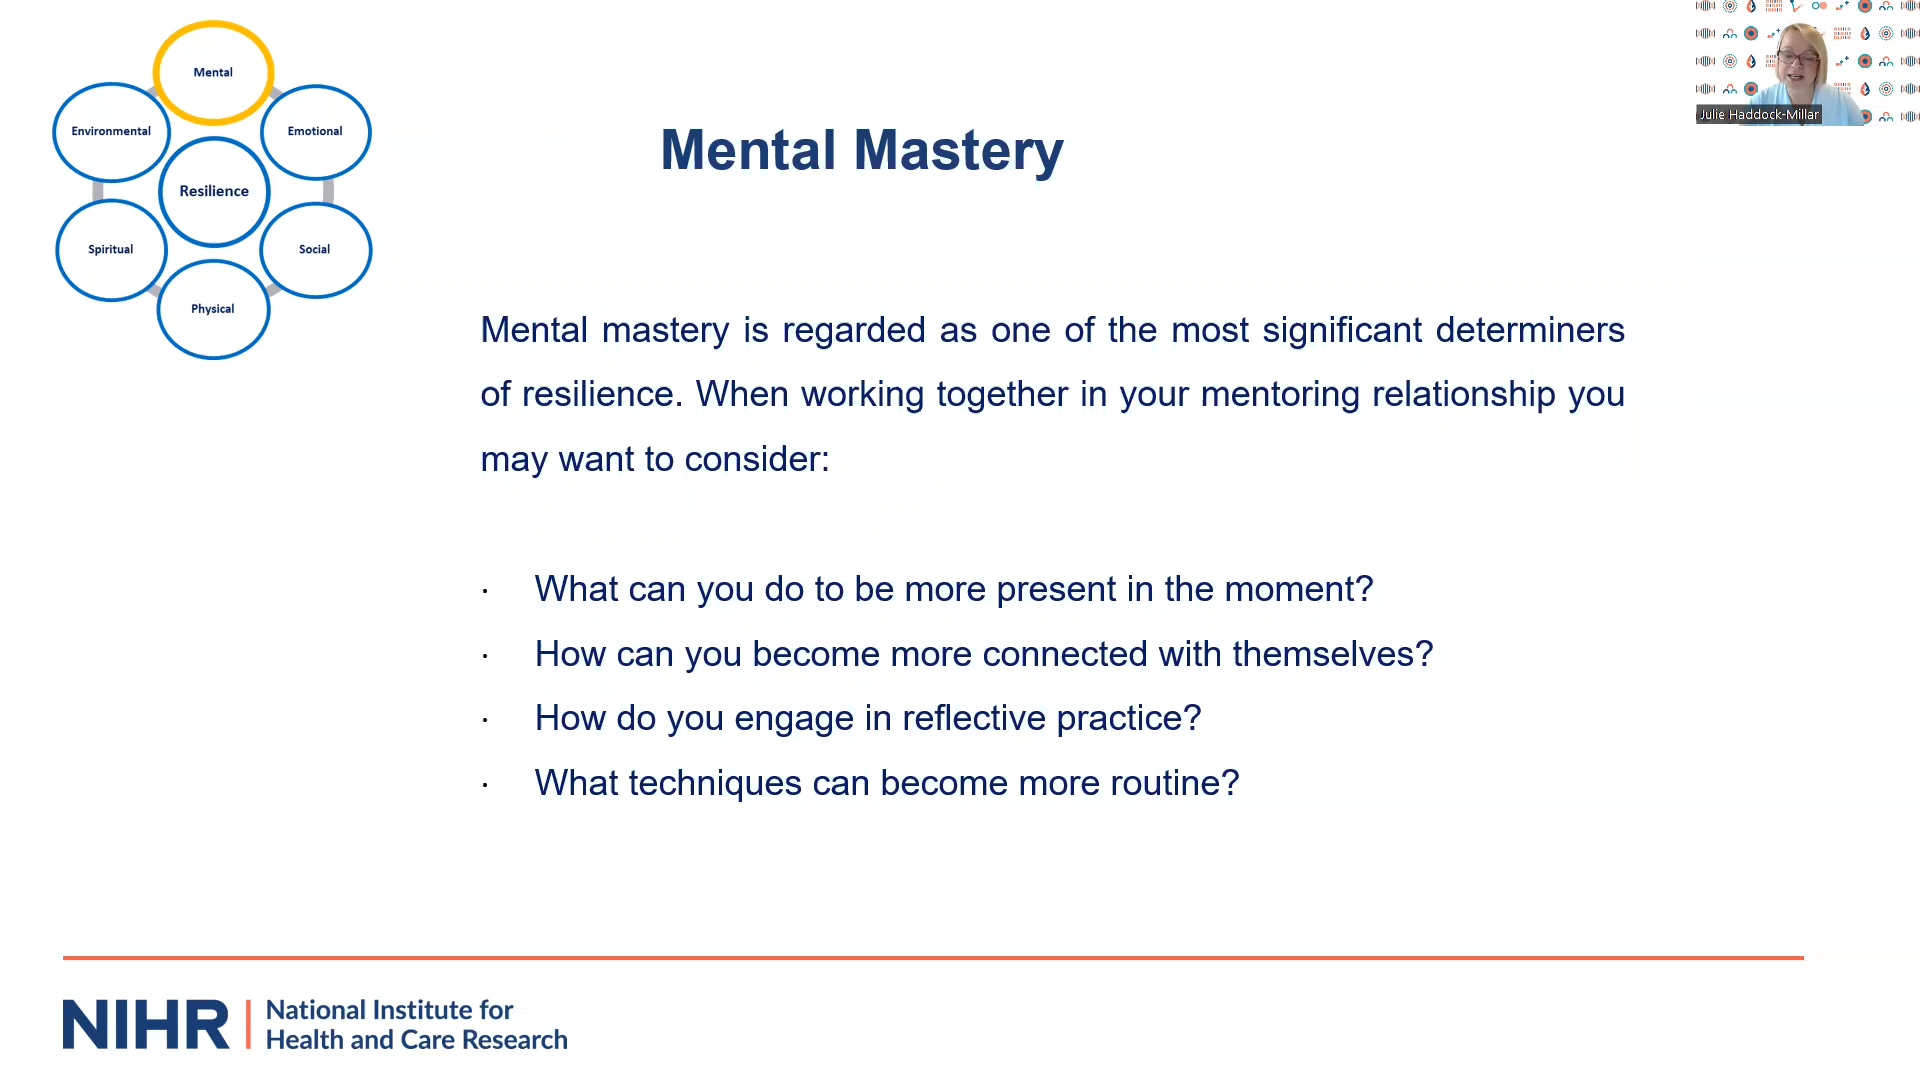 Mental
Environmental
Emotional
Resilience
Spiritual
Social
Physical
Julie Haddock-Millar
Mental Mastery
Mental mastery is regarded as one of the most significant determiners
of resilience. When working together in your mentoring relationship you
may want to consider:
· What can you do to be more present in the moment?
· How can you become more connected with themselves?
· How do you engage in reflective practice?
· What techniques can become more routine?
NIHR
National Institute for
Health and Care Research